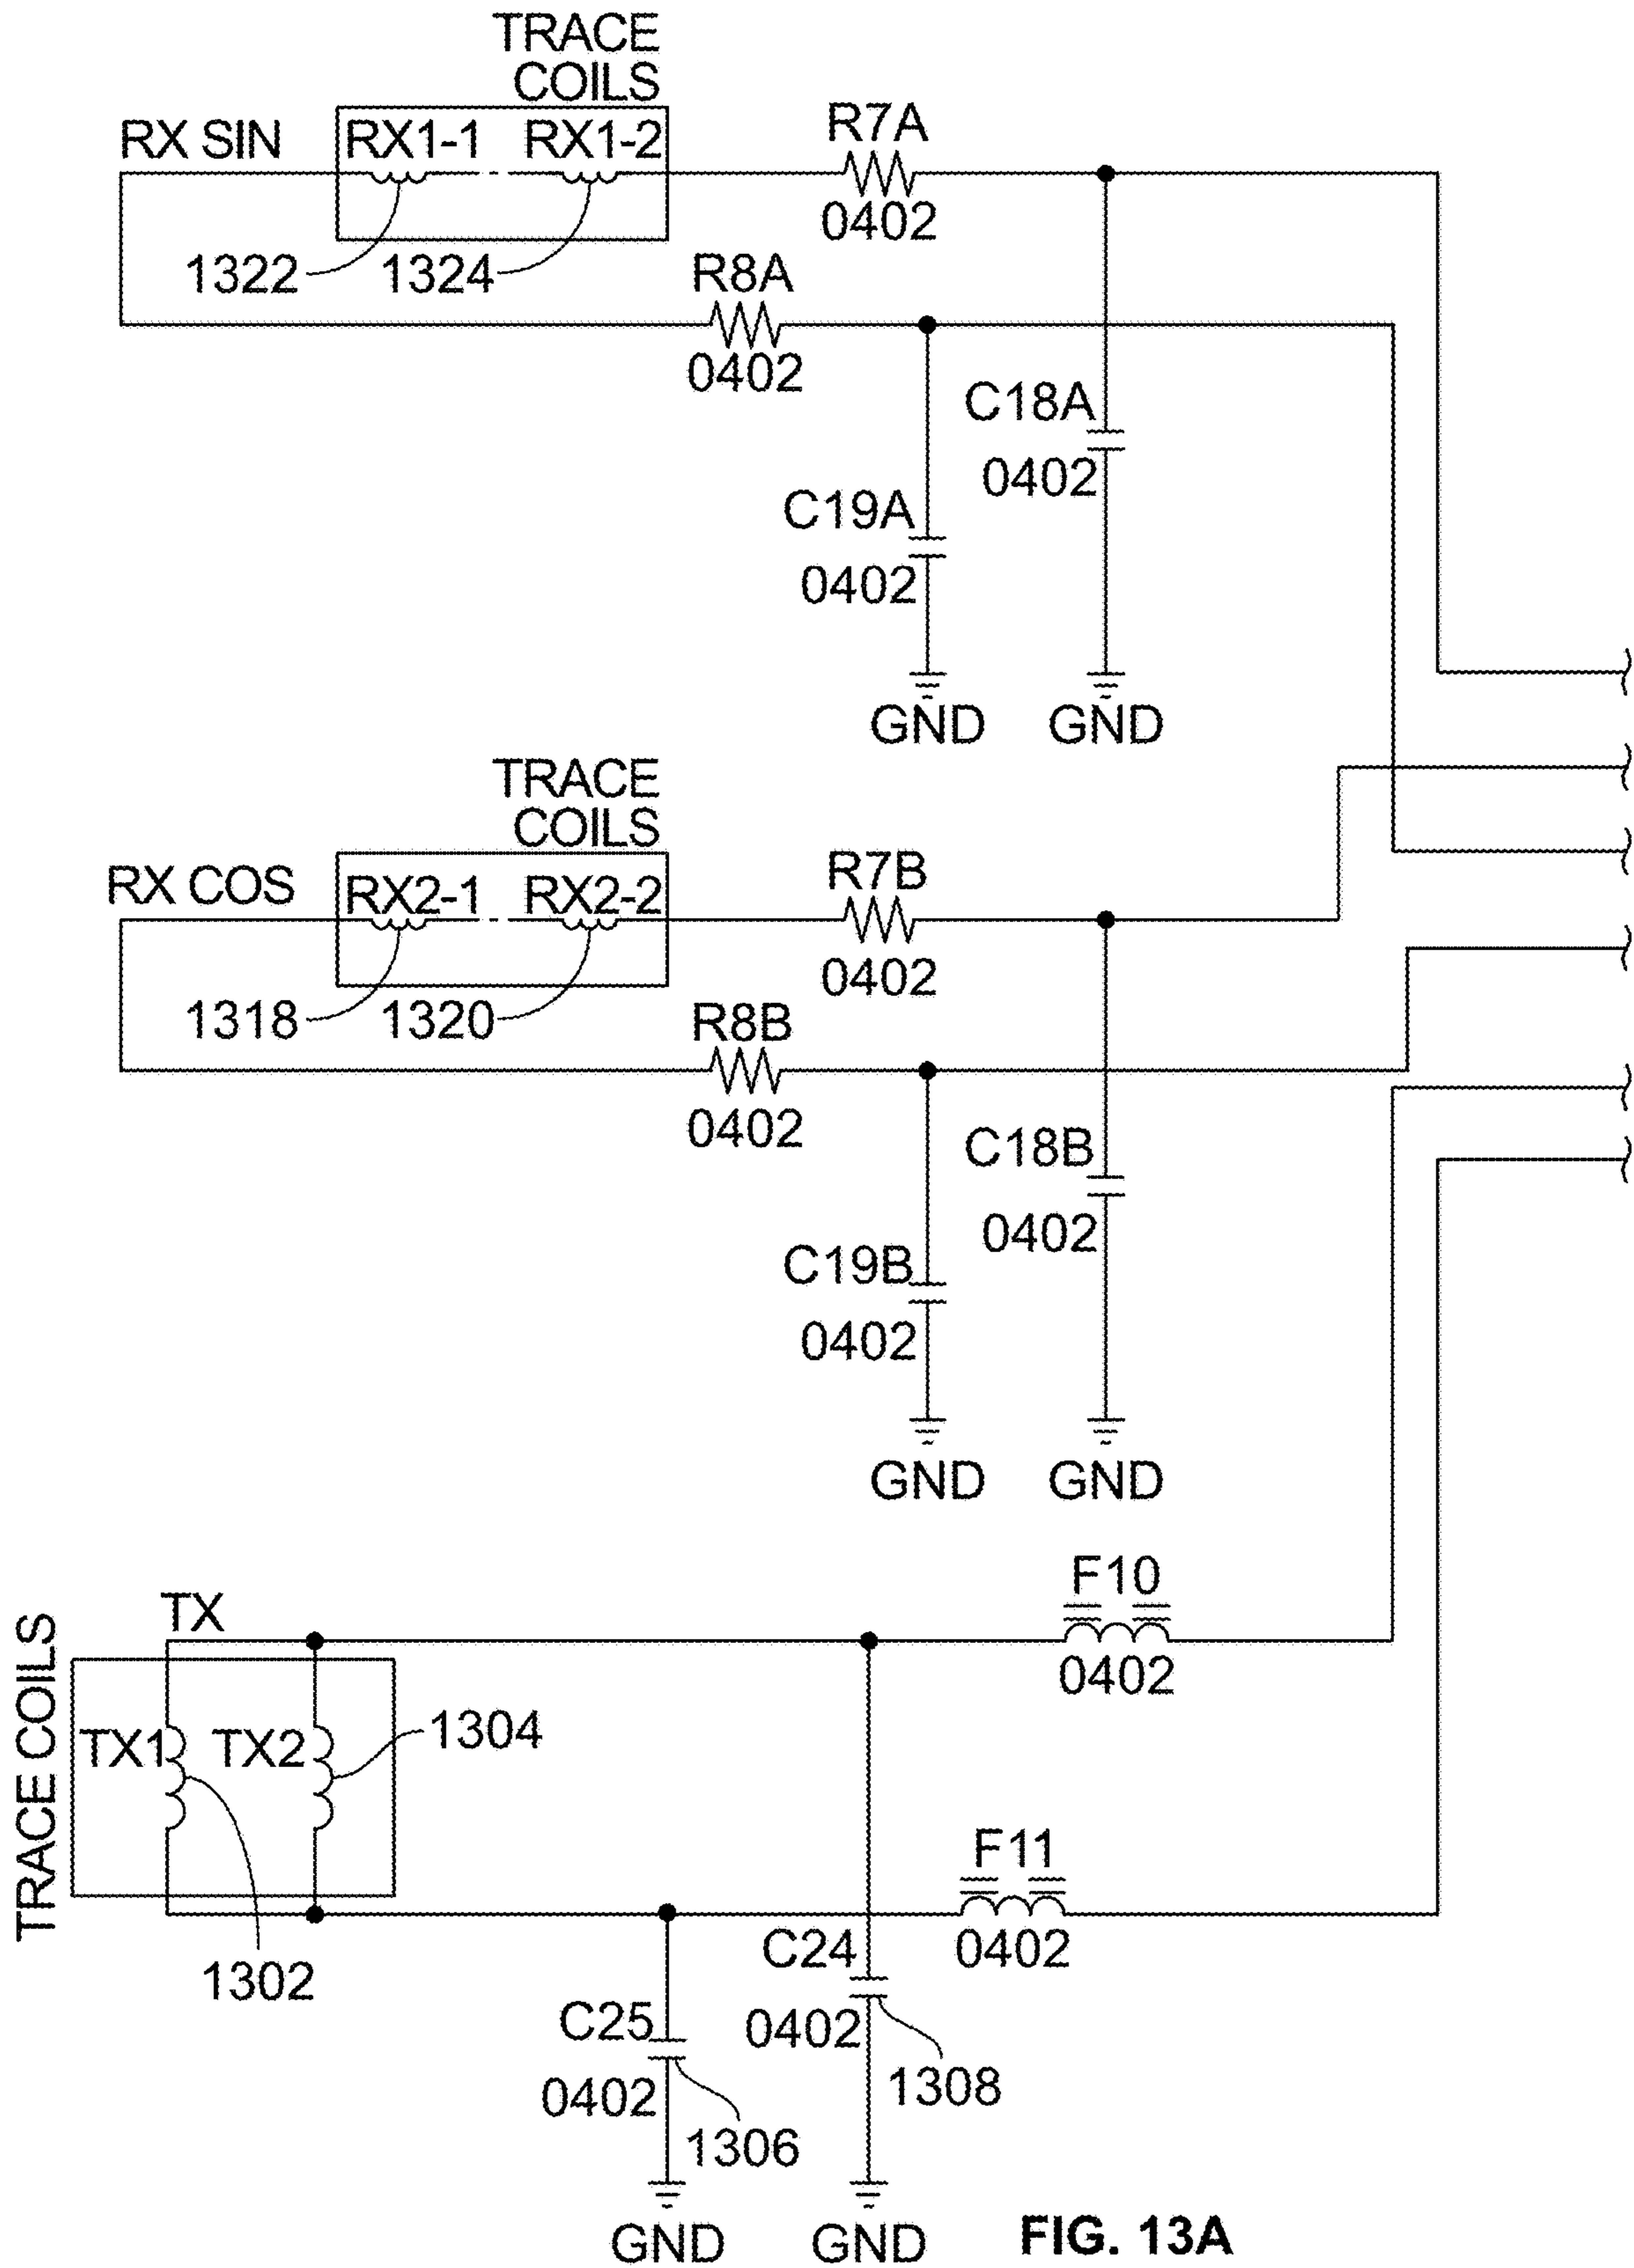 TRACE
COILS
RX SIN
RX1-1
RX1-2
R7A
0402
1322
1324
R8A
0402
C18A
0402
C19A
0402
GND
GND
TRACE
COILS
RX COS
RX2-1
RX2-2
R7B
0402
1318
1320
R8B
0402
C18B
0402
C19B
0402
GND
GND
F10
0402
TX
TRACE COILS
TX1
TX2
1304
F11
0402
1302
C24
0402
1308
C25
0402
1306
GND
GND
FIG. 13A